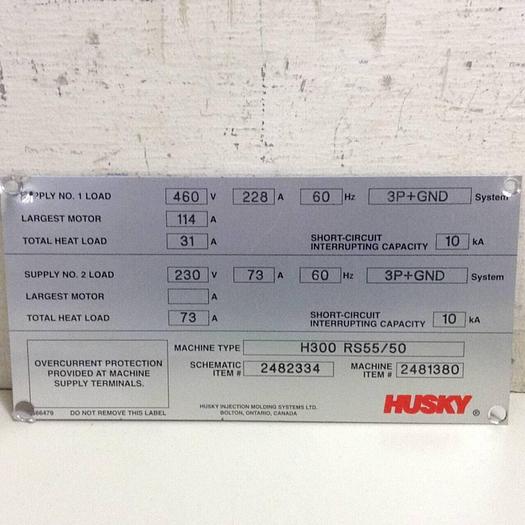 SUPPLY NO. 1 LOAD 460 V 228 A 60 Hz 3P+GND System
LARGEST MOTOR 114 A
TOTAL HEAT LOAD 31 A SHORT-CIRCUIT INTERRUPTING CAPACITY 10 kA
SUPPLY NO. 2 LOAD 230 V 73 A 60 Hz 3P+GND System
LARGEST MOTOR A
TOTAL HEAT LOAD 73 A SHORT-CIRCUIT INTERRUPTING CAPACITY 10 kA
MACHINE TYPE H300 RS55/50
OVERCURRENT PROTECTION
PROVIDED AT MACHINE
SUPPLY TERMINALS.
SCHEMATIC ITEM # 2482334 MACHINE ITEM # 2481380
DO NOT REMOVE THIS LABEL
HUSKY INJECTION MOLDING SYSTEMS LTD.
BOLTON, ONTARIO, CANADA
HUSKY ®